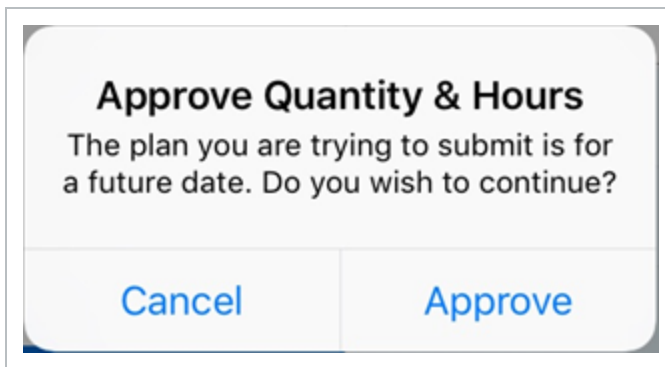 Approve Quantity & Hours
The plan you are trying to submit is for
a future date. Do you wish to continue?
Cancel
Approve